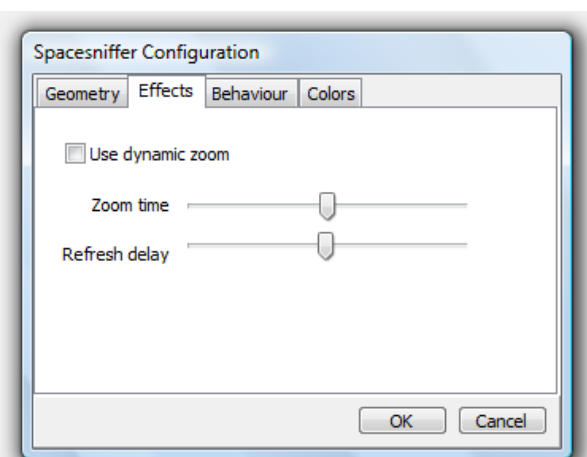 Spacesniffer Configuration
Geometry Effects Behaviour Colors
Use dynamic zoom
Zoom time
Refresh delay
OK Cancel